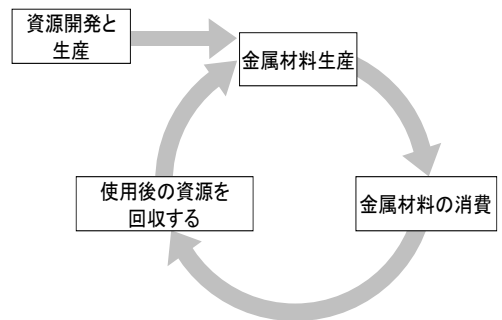 資源開発と
生産
金属材料生産
使用後の資源を
回収する
金属材料の消費